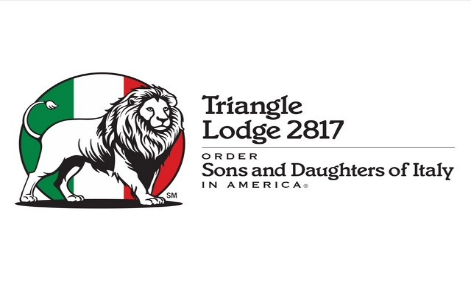 Triangle
Lodge 2817
ORDER
Sons and Daughters of Italy
IN AMERICA®
SM